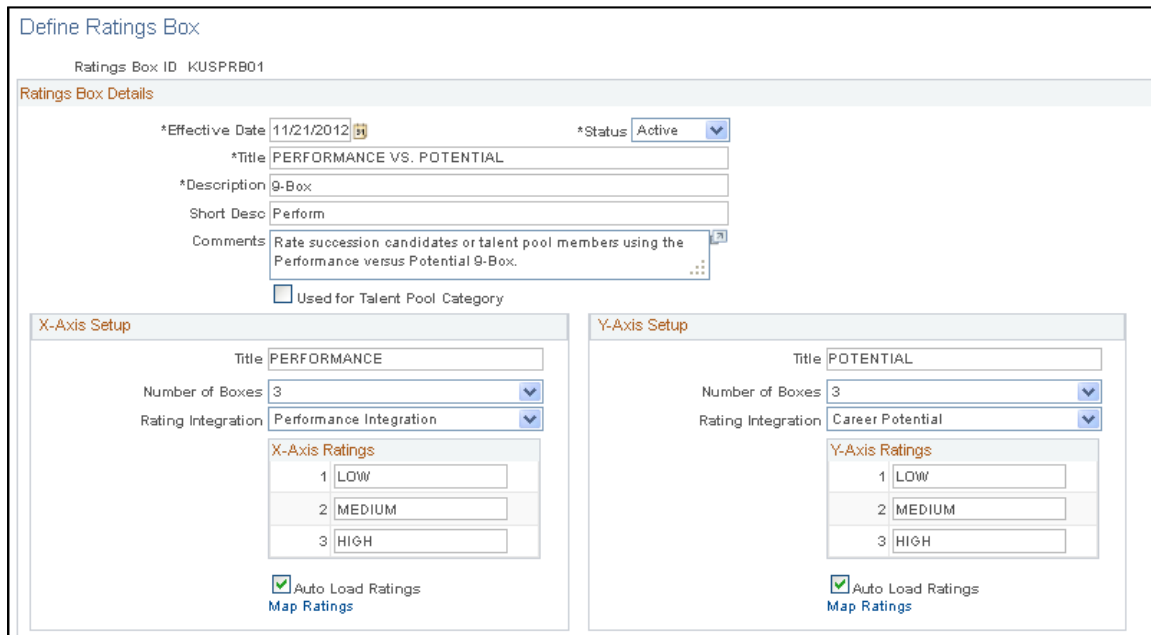 Define Ratings Box
Ratings Box ID KUSPRB01
Ratings Box Details
*Effective Date 11/21/2012 31 *Status Active
*Title PERFORMANCE VS. POTENTIAL
*Description 9-Box
Short Desc Perform
Comments Rate succession candidates or talent pool members using the
Performance versus Potential 9-Box.
Used for Talent Pool Category
X-Axis Setup
Title PERFORMANCE
Number of Boxes 3
Rating Integration Performance Integration
X-Axis Ratings
1 LOW
2 MEDIUM
3 HIGH
Auto Load Ratings
Map Ratings
Y-Axis Setup
Title POTENTIAL
Number of Boxes 3
Rating Integration Career Potential
Y-Axis Ratings
1 LOW
2 MEDIUM
3 HIGH
Auto Load Ratings
Map Ratings